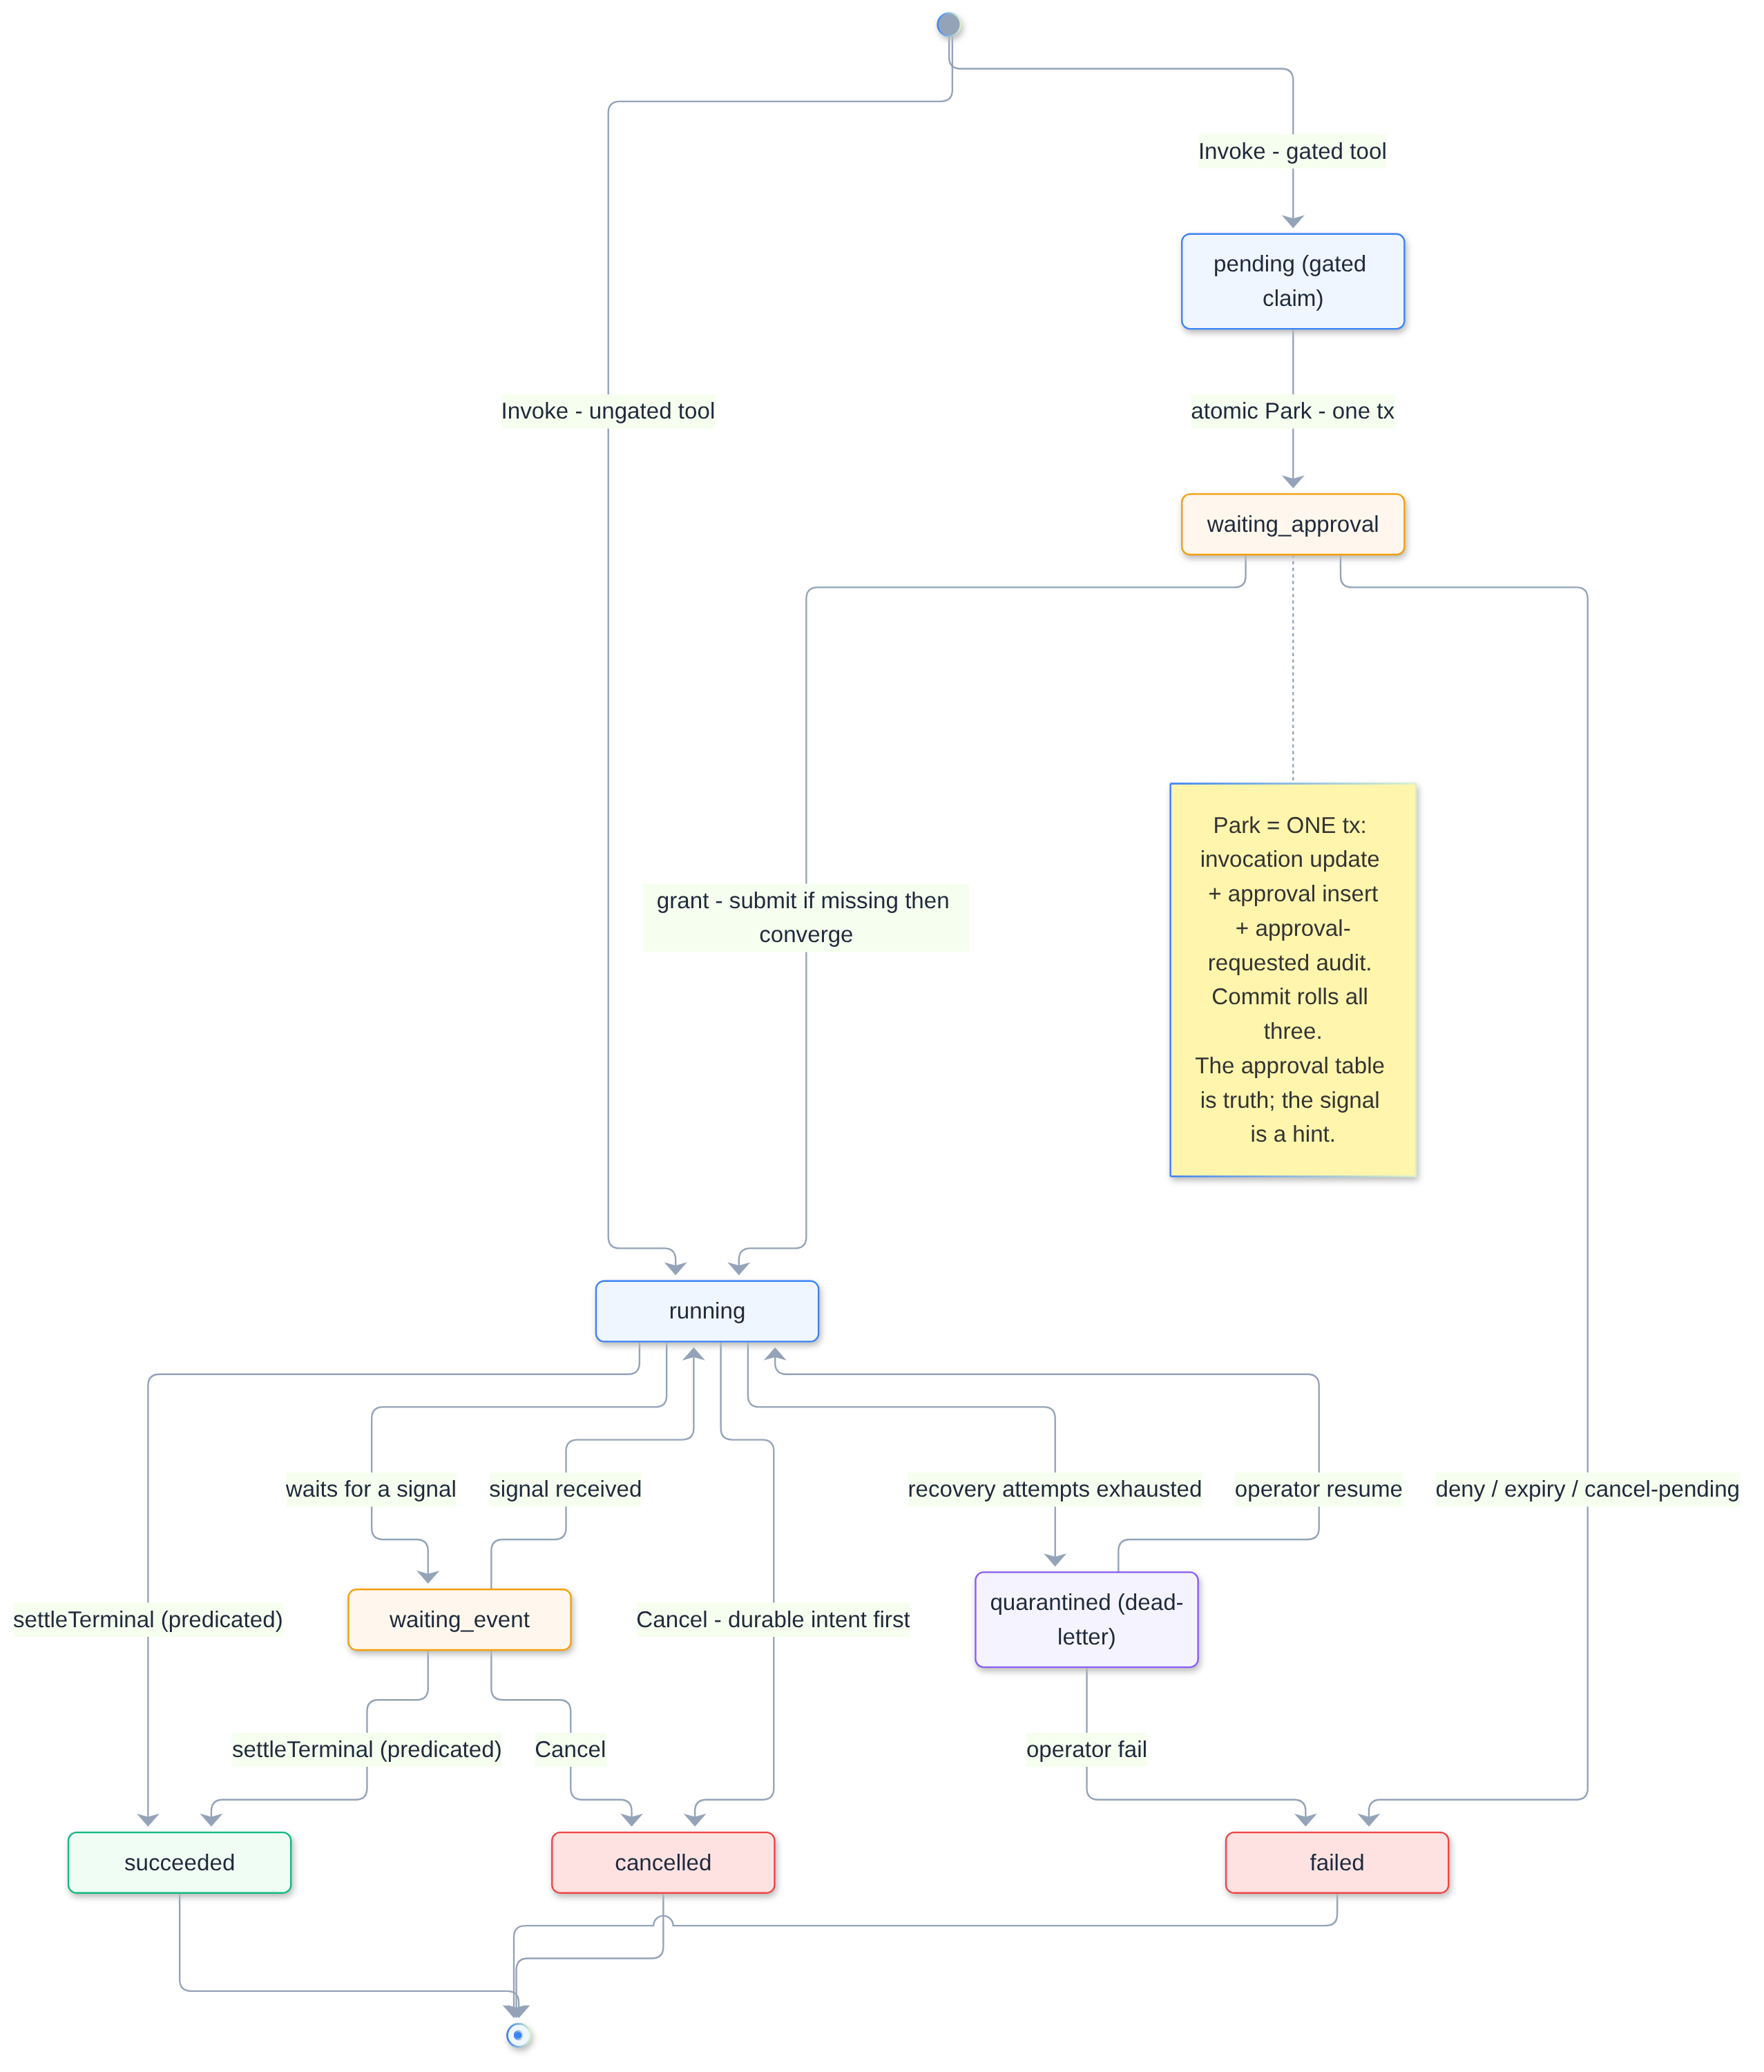 Invoke - gated tool
pending (gated
claim)
Invoke - ungated tool
atomic Park - one tx
waiting_approval
Park = ONE tx:
invocation update
+ approval insert
+ approval-
requested audit.
Commit rolls all
three.
The approval table
is truth; the signal
is a hint.
grant - submit if missing then
converge
running
waits for a signal
signal received
recovery attempts exhausted
operator resume
deny / expiry / cancel-pending
settleTerminal (predicated)
waiting_event
Cancel - durable intent first
quarantined (dead-
letter)
settleTerminal (predicated)
Cancel
operator fail
succeeded
cancelled
failed